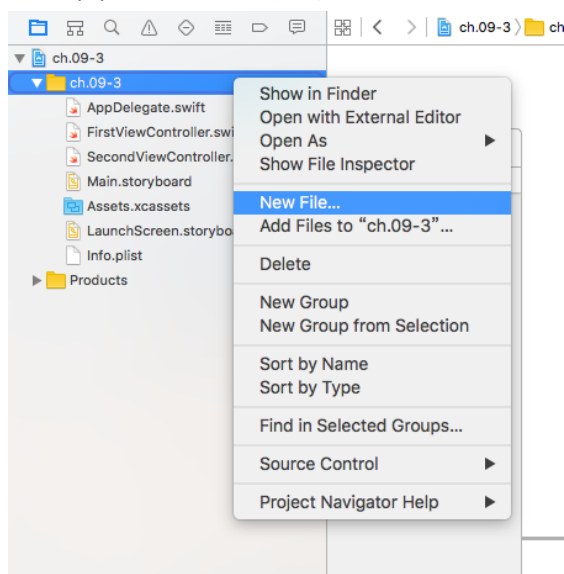 ch.09-3 ch
ch.09-3
ch.09-3
AppDelegate.swift
FirstViewController.swi
SecondViewController.
Main.storyboard
Assets.xcassets
LaunchScreen.storybo
Info.plist
Products
Show in Finder
Open with External Editor
Open As
Show File Inspector
New File...
Add Files to “ch.09-3”...
Delete
New Group
New Group from Selection
Sort by Name
Sort by Type
Find in Selected Groups...
Source Control
Project Navigator Help